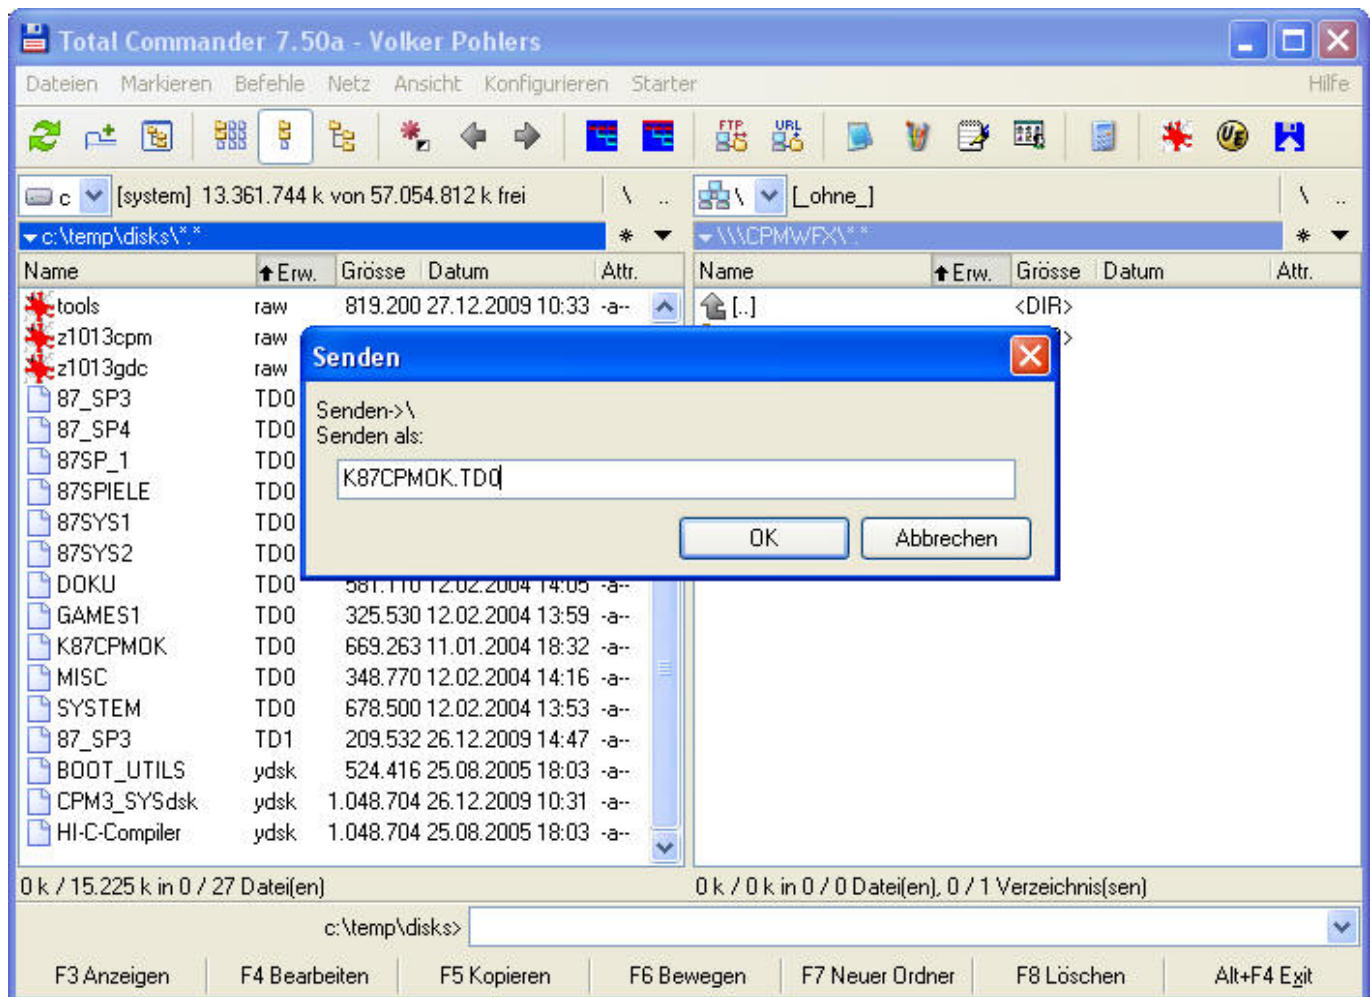 Total Commander 7.50a - Volker Pohlers
Dateien Markieren Befehle Netz Ansicht Konfigurieren Starter Hilfe
FTP URL UE
c [system] 13.361.744 k von 57.054.812 k frei \ .. \ [_ohne_] \ ..
c:\temp\disks\*.* * \\\CPMWFX\*.* *
Name Erw. Grösse Datum Attr. Name Erw. Grösse Datum Attr.
tools raw 819.200 27.12.2009 10:33 -a-- [..] <DIR>
z1013cpm raw >
z1013gdc raw
87_SP3 TD0
87_SP4 TD0
87SP_1 TD0
87SPIELE TD0
87SYS1 TD0
87SYS2 TD0
Senden
Senden->\
Senden als:
K87CPMOK.TD0
OK Abbrechen
DOKU TD0 581.110 12.02.2004 14:05 -a--
GAMES1 TD0 325.530 12.02.2004 13:59 -a--
K87CPMOK TD0 669.263 11.01.2004 18:32 -a--
MISC TD0 348.770 12.02.2004 14:16 -a--
SYSTEM TD0 678.500 12.02.2004 13:53 -a--
87_SP3 TD1 209.532 26.12.2009 14:47 -a--
BOOT_UTILS ydsk 524.416 25.08.2005 18:03 -a--
CPM3_SYSdsk ydsk 1.048.704 26.12.2009 10:31 -a--
HI-C-Compiler ydsk 1.048.704 25.08.2005 18:03 -a--
0 k / 15.225 k in 0 / 27 Datei(en) 0 k / 0 k in 0 / 0 Datei(en), 0 / 1 Verzeichnis(sen)
c:\temp\disks>
F3 Anzeigen F4 Bearbeiten F5 Kopieren F6 Bewegen F7 Neuer Ordner F8 Löschen Alt+F4 Exit